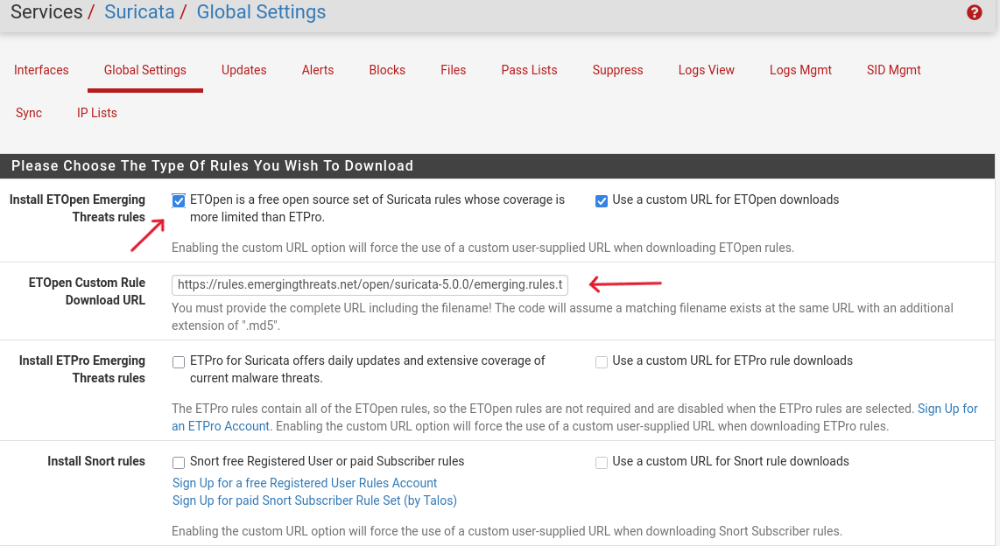 Services / Suricata / Global Settings
Interfaces Global Settings Updates Alerts Blocks Files Pass Lists Suppress Logs View Logs Mgmt SID Mgmt
Sync IP Lists
Please Choose The Type Of Rules You Wish To Download
Install ETOpen Emerging Threats rules
ETOpen is a free open source set of Suricata rules whose coverage is
more limited than ETPro.
Use a custom URL for ETOpen downloads
Enabling the custom URL option will force the use of a custom user-supplied URL when downloading ETOpen rules.
ETOpen Custom Rule
Download URL
https://rules.emergingthreats.net/open/suricata-5.0.0/emerging.rules.t
You must provide the complete URL including the filename! The code will assume a matching filename exists at the same URL with an additional
extension of ".md5".
Install ETPro Emerging
Threats rules
ETPro for Suricata offers daily updates and extensive coverage of
current malware threats.
Use a custom URL for ETPro rule downloads
The ETPro rules contain all of the ETOpen rules, so the ETOpen rules are not required and are disabled when the ETPro rules are selected. Sign Up for
an ETPro Account. Enabling the custom URL option will force the use of a custom user-supplied URL when downloading ETPro rules.
Install Snort rules
Snort free Registered User or paid Subscriber rules
Use a custom URL for Snort rule downloads
Sign Up for a free Registered User Rules Account
Sign Up for paid Snort Subscriber Rule Set (by Talos)
Enabling the custom URL option will force the use of a custom user-supplied URL when downloading Snort Subscriber rules.